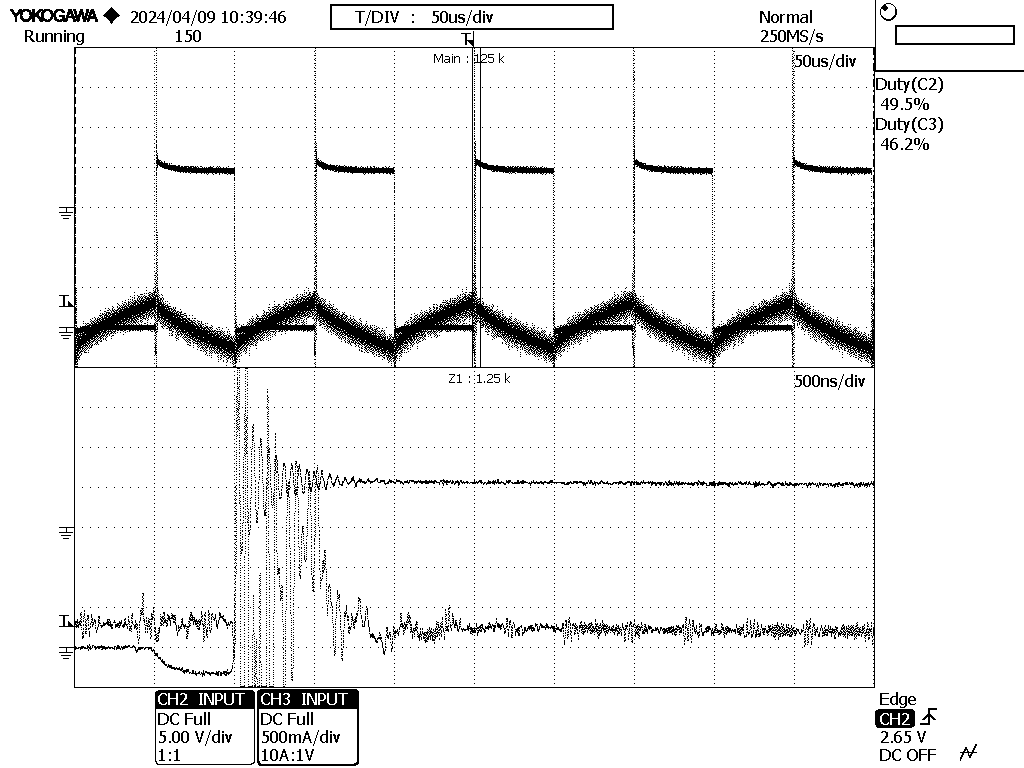 YOKOGAWA ◆ 2024/04/09 10:39:46 T/DIV : 50us/div Normal
Running 150 250MS/s
T
Main : 125 k 50us/div
Duty(C2)
49.5%
Duty(C3)
46.2%
T
Z1 : 1.25 k 500ns/div
T
CH2 INPUT CH3 INPUT
DC Full DC Full
5.00 V/div 500mA/div
1:1 10A:1V
Edge
CH2
2.65 V
DC OFF